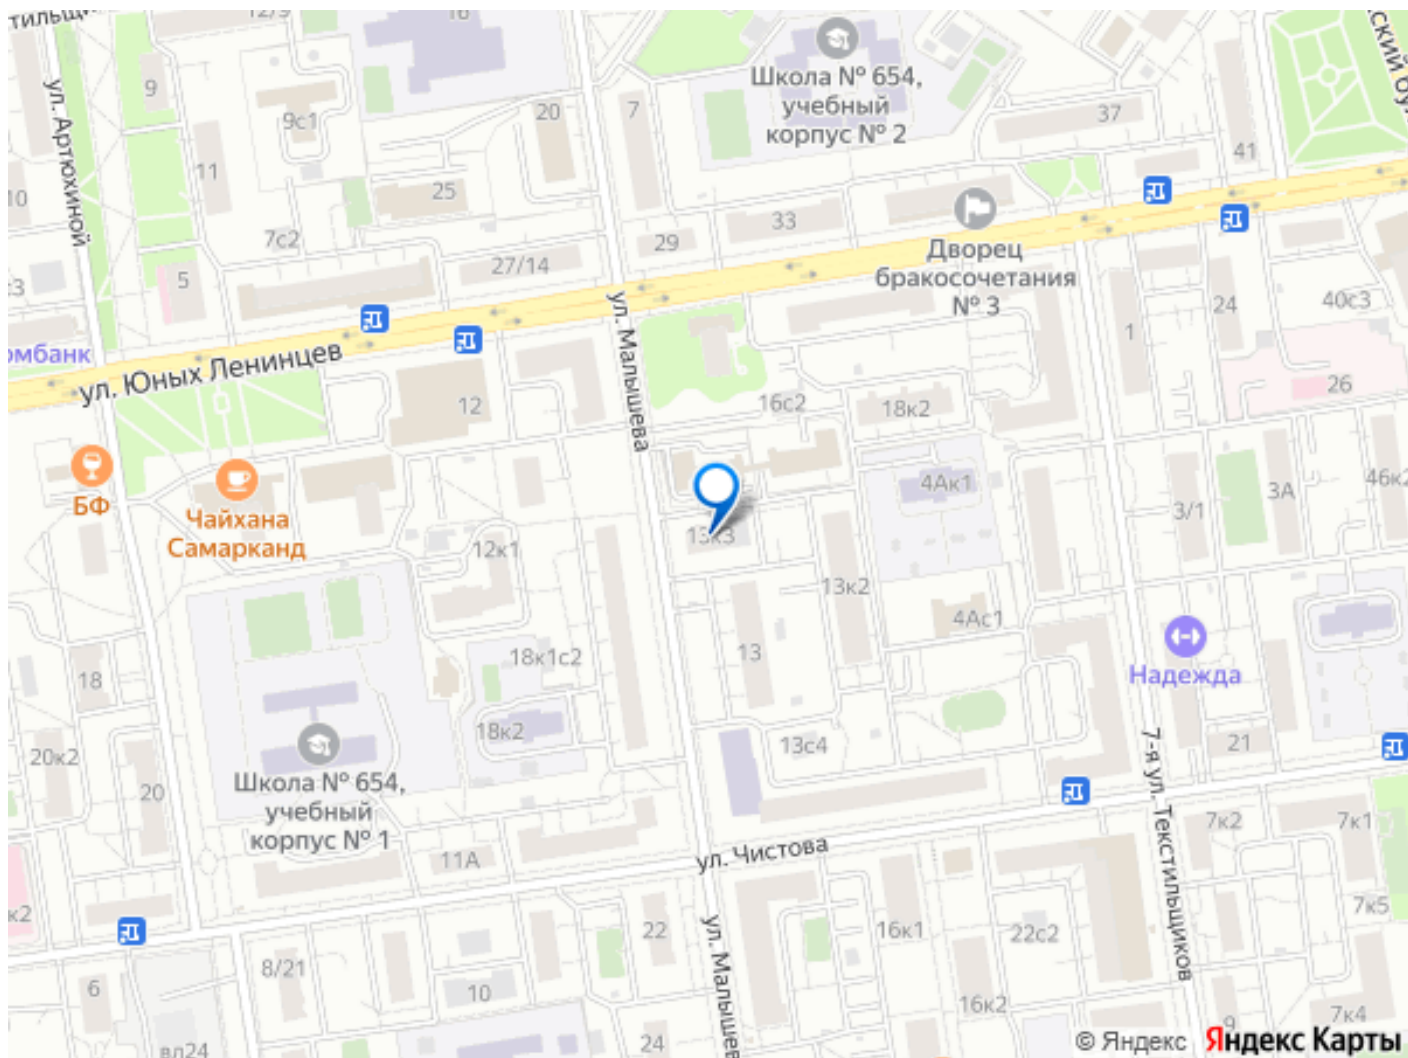 12/9
16
Школа № 654,
учебный
корпус № 2
ул. Артюхиной
9
9с1
20
7
37
41
11
25
10
7с2
27/14
29
33
Дворец
бракосочетания
№ 3
5
24
40с3
1
ул. Малышева
ул. Юных Ленинцев
12
16с2
18к2
26
БФ
Чайхана
Самарканд
4Ак1
3/1
3А
46к2
13к3
12к1
13к2
4Ас1
13
18к1с2
Надежда
18
18к2
13с4
21
20к2
20
Школа № 654,
учебный
корпус № 1
7-я ул. Текстильщиков
11А
ул. Чистова
7к2
7к1
7к5
22
16к1
22с2
ул. Малышева
8/21
6
10
16к2
9
7к4
24
вл24
© Яндекс Яндекс Карты